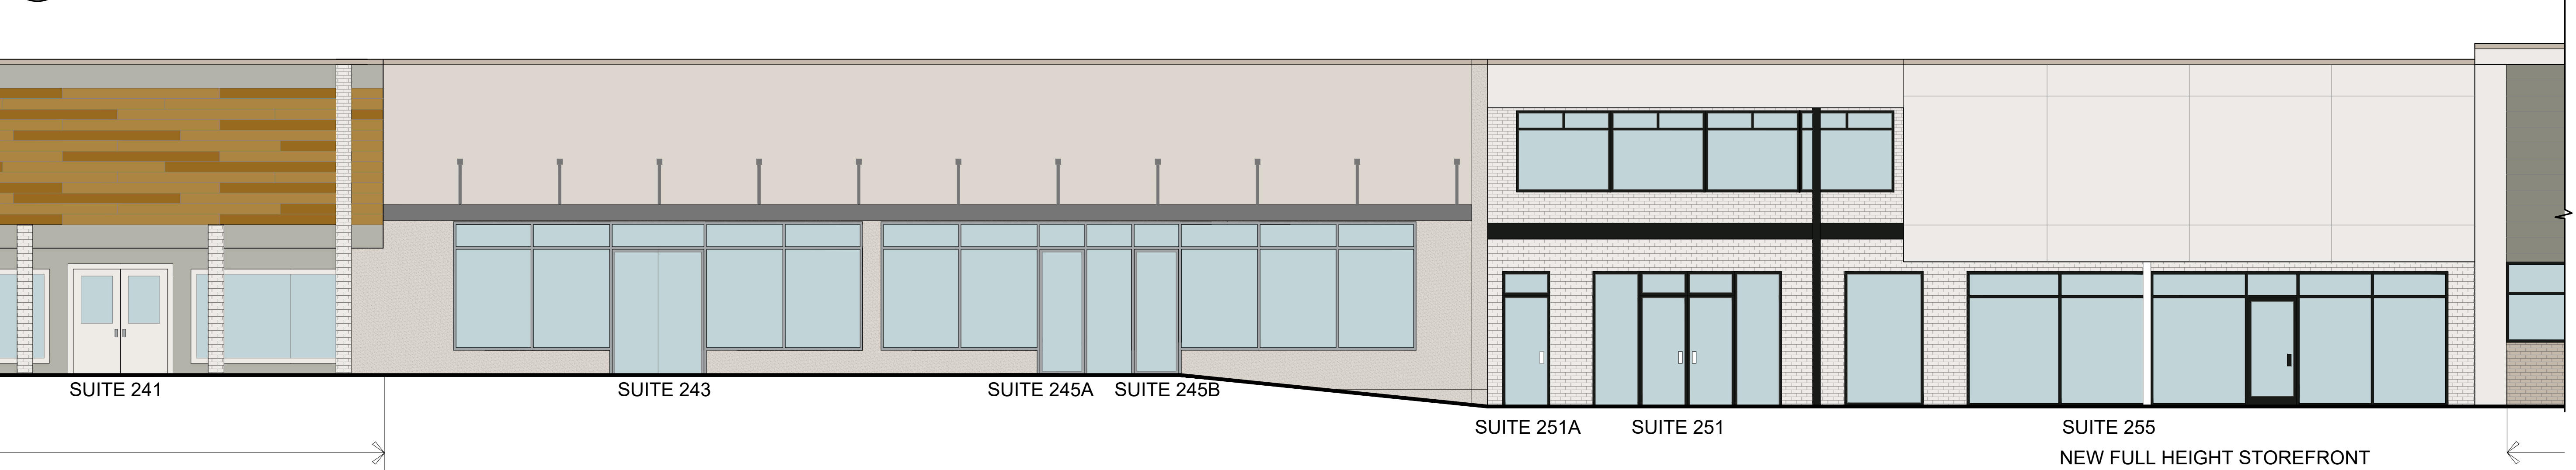 SUITE 241
SUITE 243
SUITE 245A
SUITE 245B
SUITE 251A
SUITE 251
SUITE 255
NEW FULL HEIGHT STOREFRONT